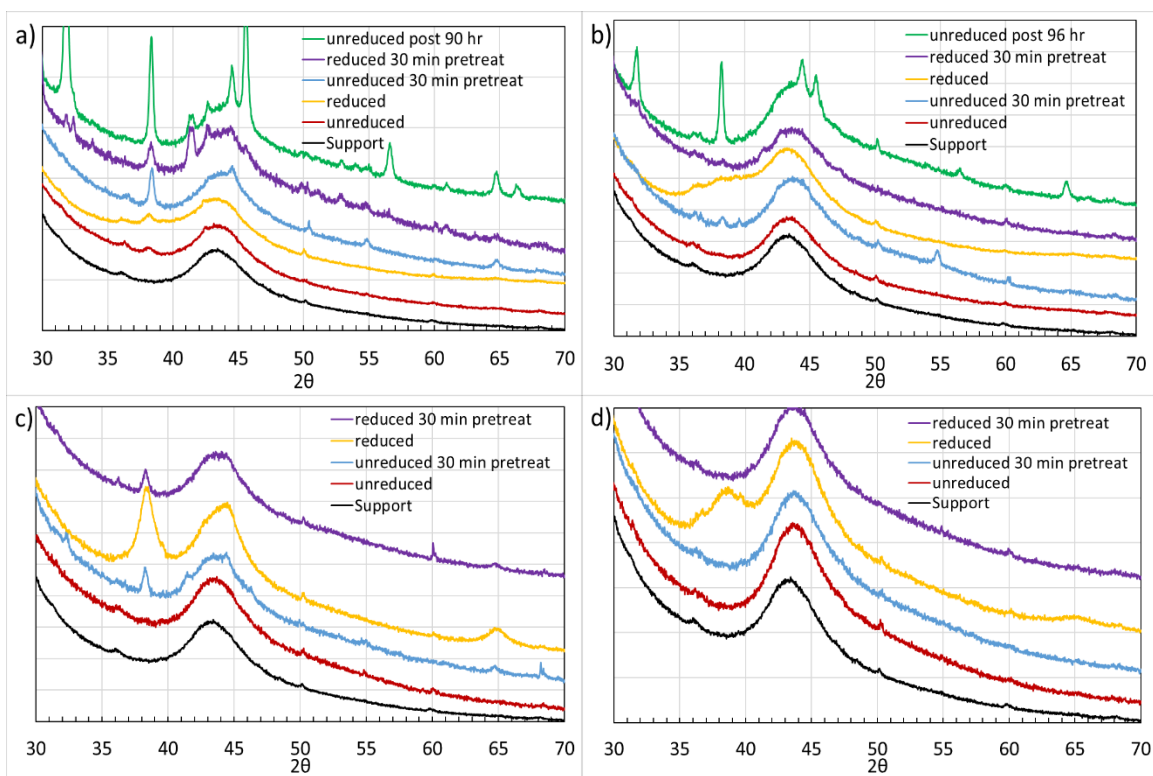 a)
unreduced post 90 hr
reduced 30 min pretreat
unreduced 30 min pretreat
reduced
unreduced
Support
30 35 40 45 50 55 60 65 70
2θ
b)
unreduced post 96 hr
reduced 30 min pretreat
reduced
unreduced 30 min pretreat
unreduced
Support
30 35 40 45 50 55 60 65 70
2θ
c)
reduced 30 min pretreat
reduced
unreduced 30 min pretreat
unreduced
Support
30 35 40 45 50 55 60 65 70
2θ
d)
reduced 30 min pretreat
reduced
unreduced 30 min pretreat
unreduced
Support
30 35 40 45 50 55 60 65 70
2θ